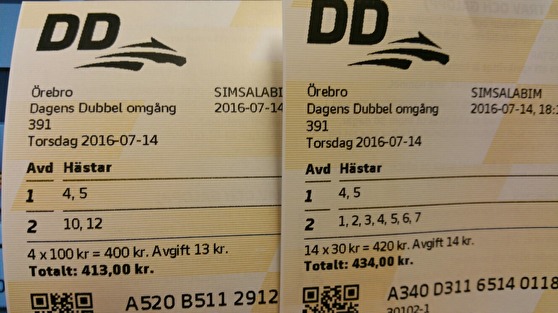 DD
Örebro SIMSALABIM
Dagens Dubbel omgång 2016-07-14
391
Torsdag 2016-07-14
Avd Hästar
1 4, 5
2 10, 12
4 x 100 kr = 400 kr. Avgift 13 kr.
Totalt: 413,00 kr.
A520 B511 2912
DD
Örebro SIMSALABIM
Dagens Dubbel omgång 2016-07-14, 18:1
391
Torsdag 2016-07-14
Avd Hästar
1 4, 5
2 1, 2, 3, 4, 5, 6, 7
14 x 30 kr = 420 kr. Avgift 14 kr.
Totalt: 434,00 kr.
A340 D311 6514 0118
30102-1